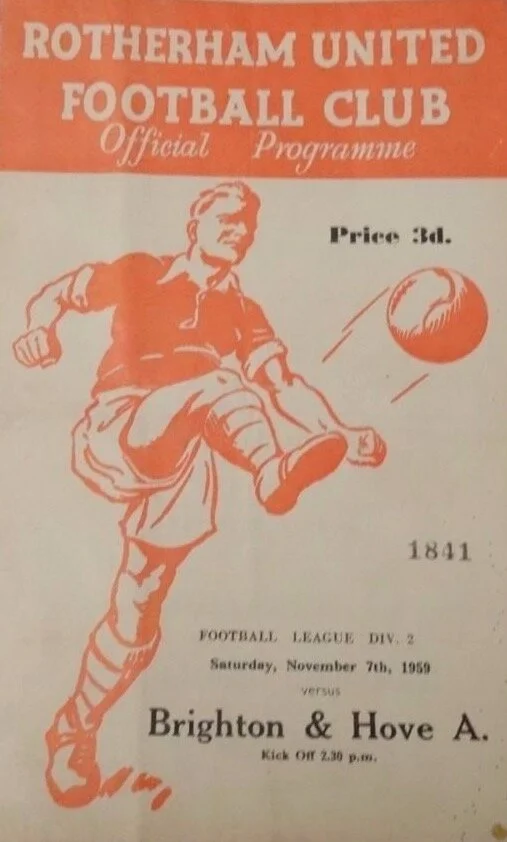 ROTHERHAM UNITED
FOOTBALL CLUB
Official Programme
Price 3d.
1841
FOOTBALL LEAGUE DIV. 2
Saturday, November 7th, 1959
versus
Brighton & Hove A.
Kick Off 2.30 p.m.